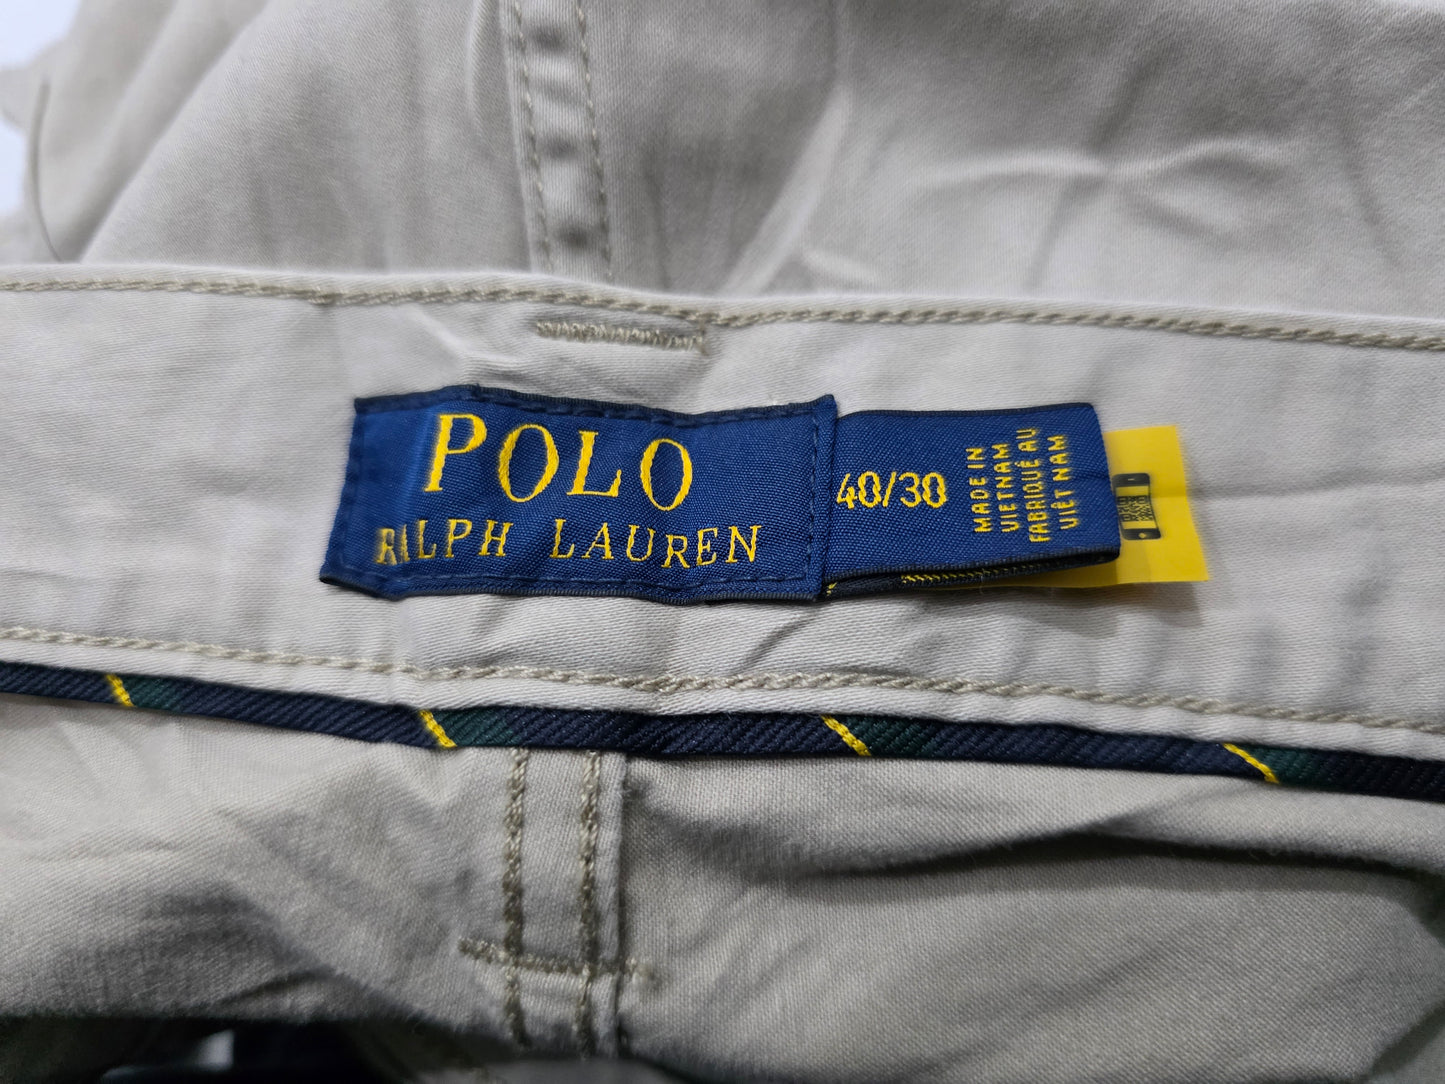 POLO
RALPH LAUREN
40/30
MADE IN
VIETNAM
FABRIQUÉ AU
VIÊT NAM